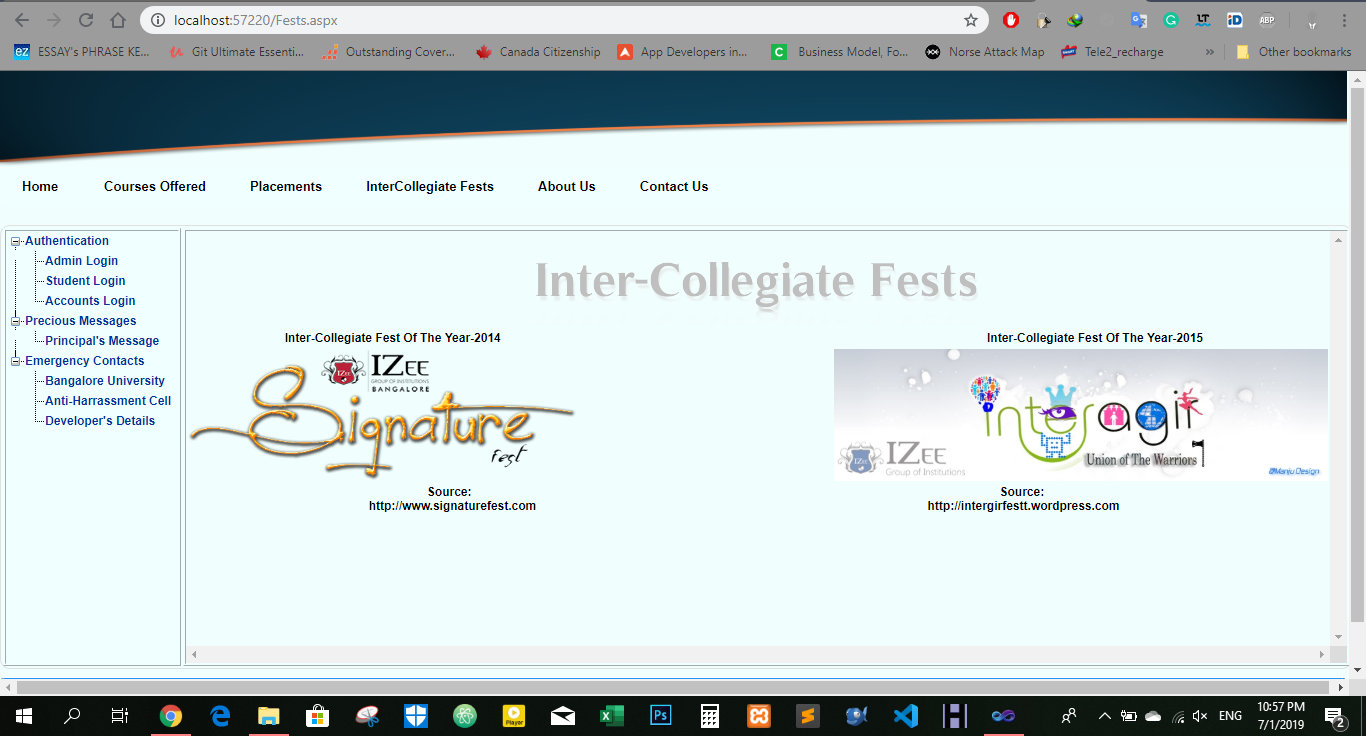 localhost:57220/Fests.aspx
ESSAY's PHRASE KE...
Git Ultimate Essenti...
Outstanding Cover...
Canada Citizenship
App Developers in...
Business Model, Fo...
Norse Attack Map
Tele2_recharge
»
Other bookmarks
Home
Courses Offered
Placements
InterCollegiate Fests
About Us
Contact Us
Authentication
Admin Login
Student Login
Accounts Login
Precious Messages
Principal's Message
Emergency Contacts
Bangalore University
Anti-Harrassment Cell
Developer's Details
Inter-Collegiate Fests
Inter-Collegiate Fest Of The Year-2014
IZee
GROUP OF INSTITUTIONS
BANGALORE
Signature
fest
Source:
http://www.signaturefest.com
Inter-Collegiate Fest Of The Year-2015
interagir
Union of The Warriors
IZee
Group of Institutions
Manju Design
Source:
http://intergirfestt.wordpress.com
ENG
10:57 PM
7/1/2019
2